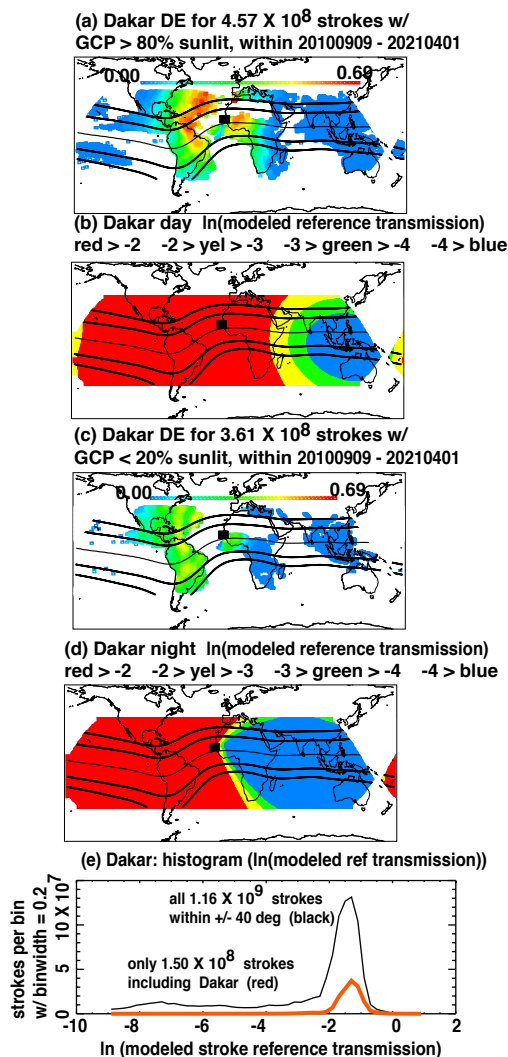 (a) Dakar DE for 4.57 X 10^8 strokes w/
GCP > 80% sunlit, within 20100909 - 20210401
0.00 0.69
(b) Dakar day ln(modeled reference transmission)
red > -2 -2 > yel > -3 -3 > green > -4 -4 > blue
(c) Dakar DE for 3.61 X 10^8 strokes w/
GCP < 20% sunlit, within 20100909 - 20210401
0.00 0.69
(d) Dakar night ln(modeled reference transmission)
red > -2 -2 > yel > -3 -3 > green > -4 -4 > blue
(e) Dakar: histogram (ln(modeled ref transmission))
strokes per bin
w/ binwidth = 0.2
0 5 10 X 10^7
all 1.16 X 10^9 strokes
within +/- 40 deg (black)
only 1.50 X 10^8 strokes
including Dakar (red)
-10 -8 -6 -4 -2 0 2
ln (modeled stroke reference transmission)